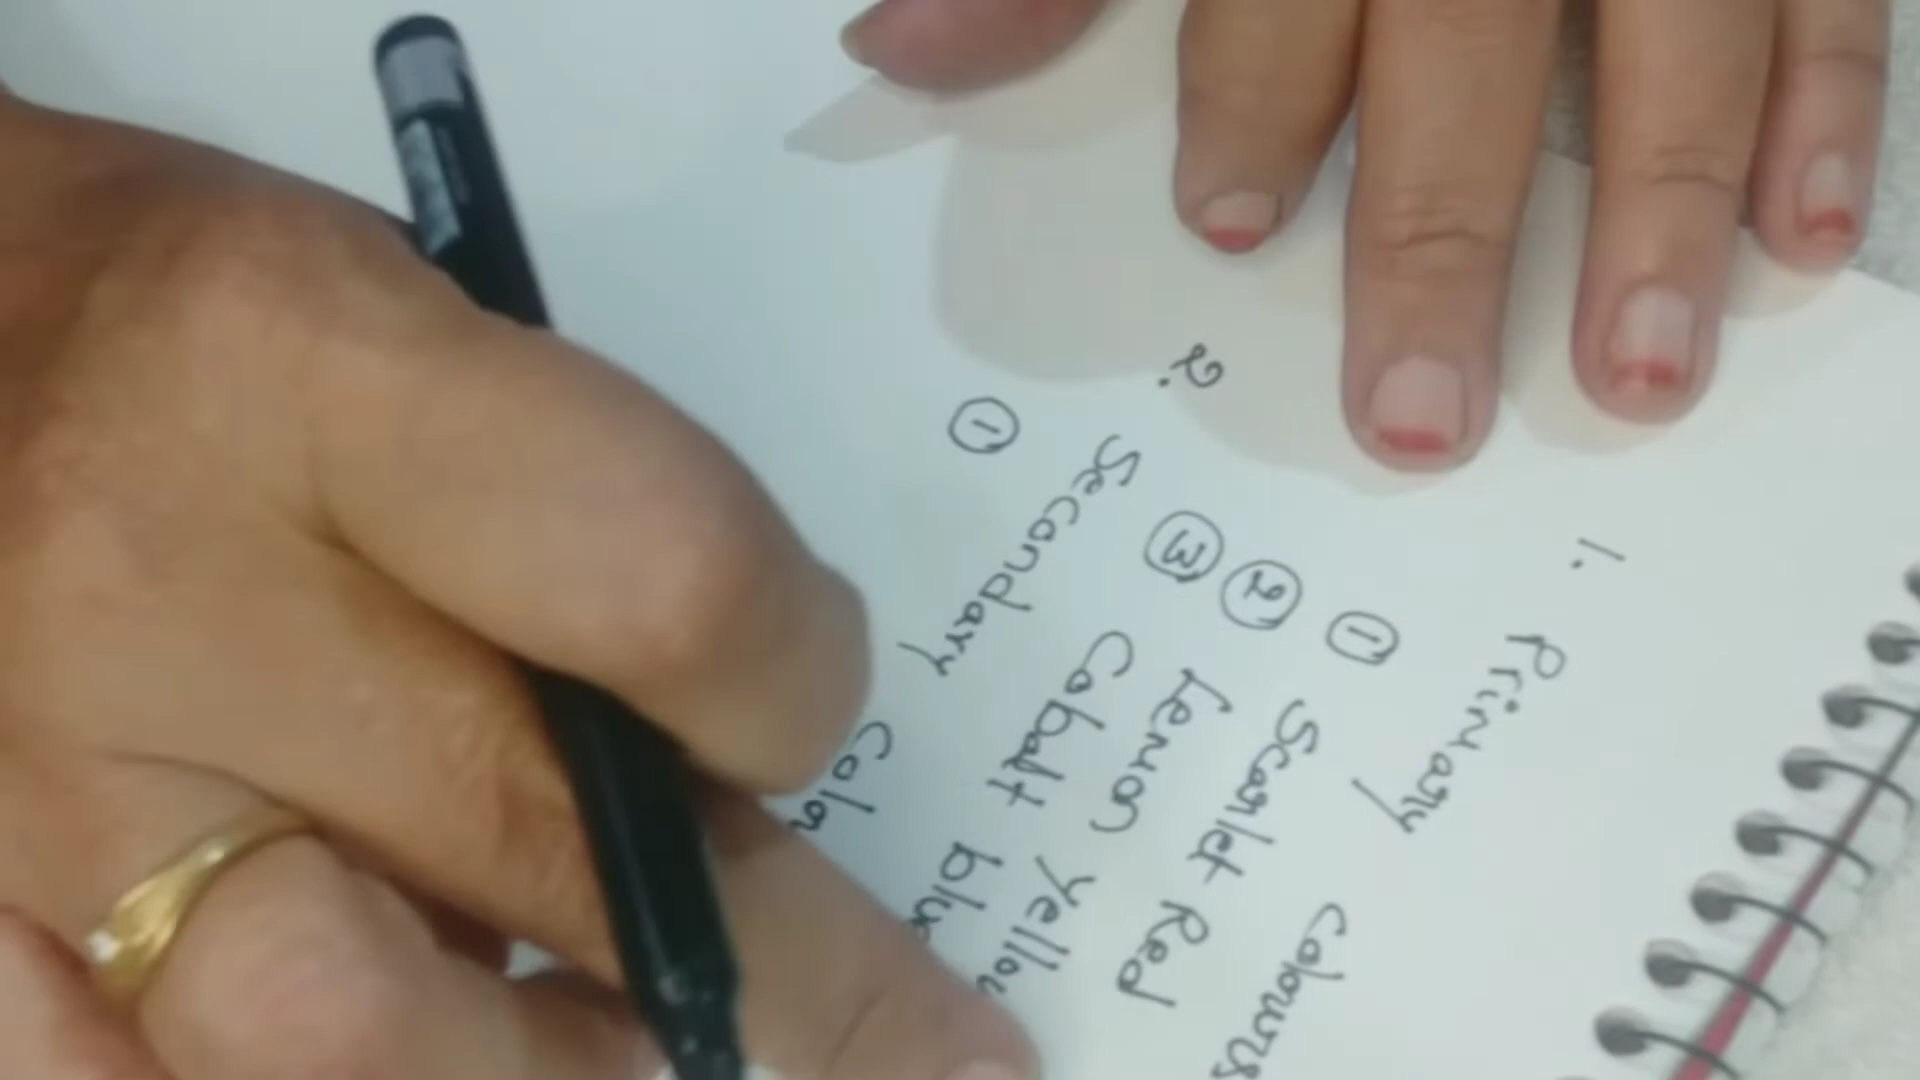 1. Primary colours
① Scarlet Red
② Lemon Yellow
③ Cobalt blue
2. Secondary Colo
①